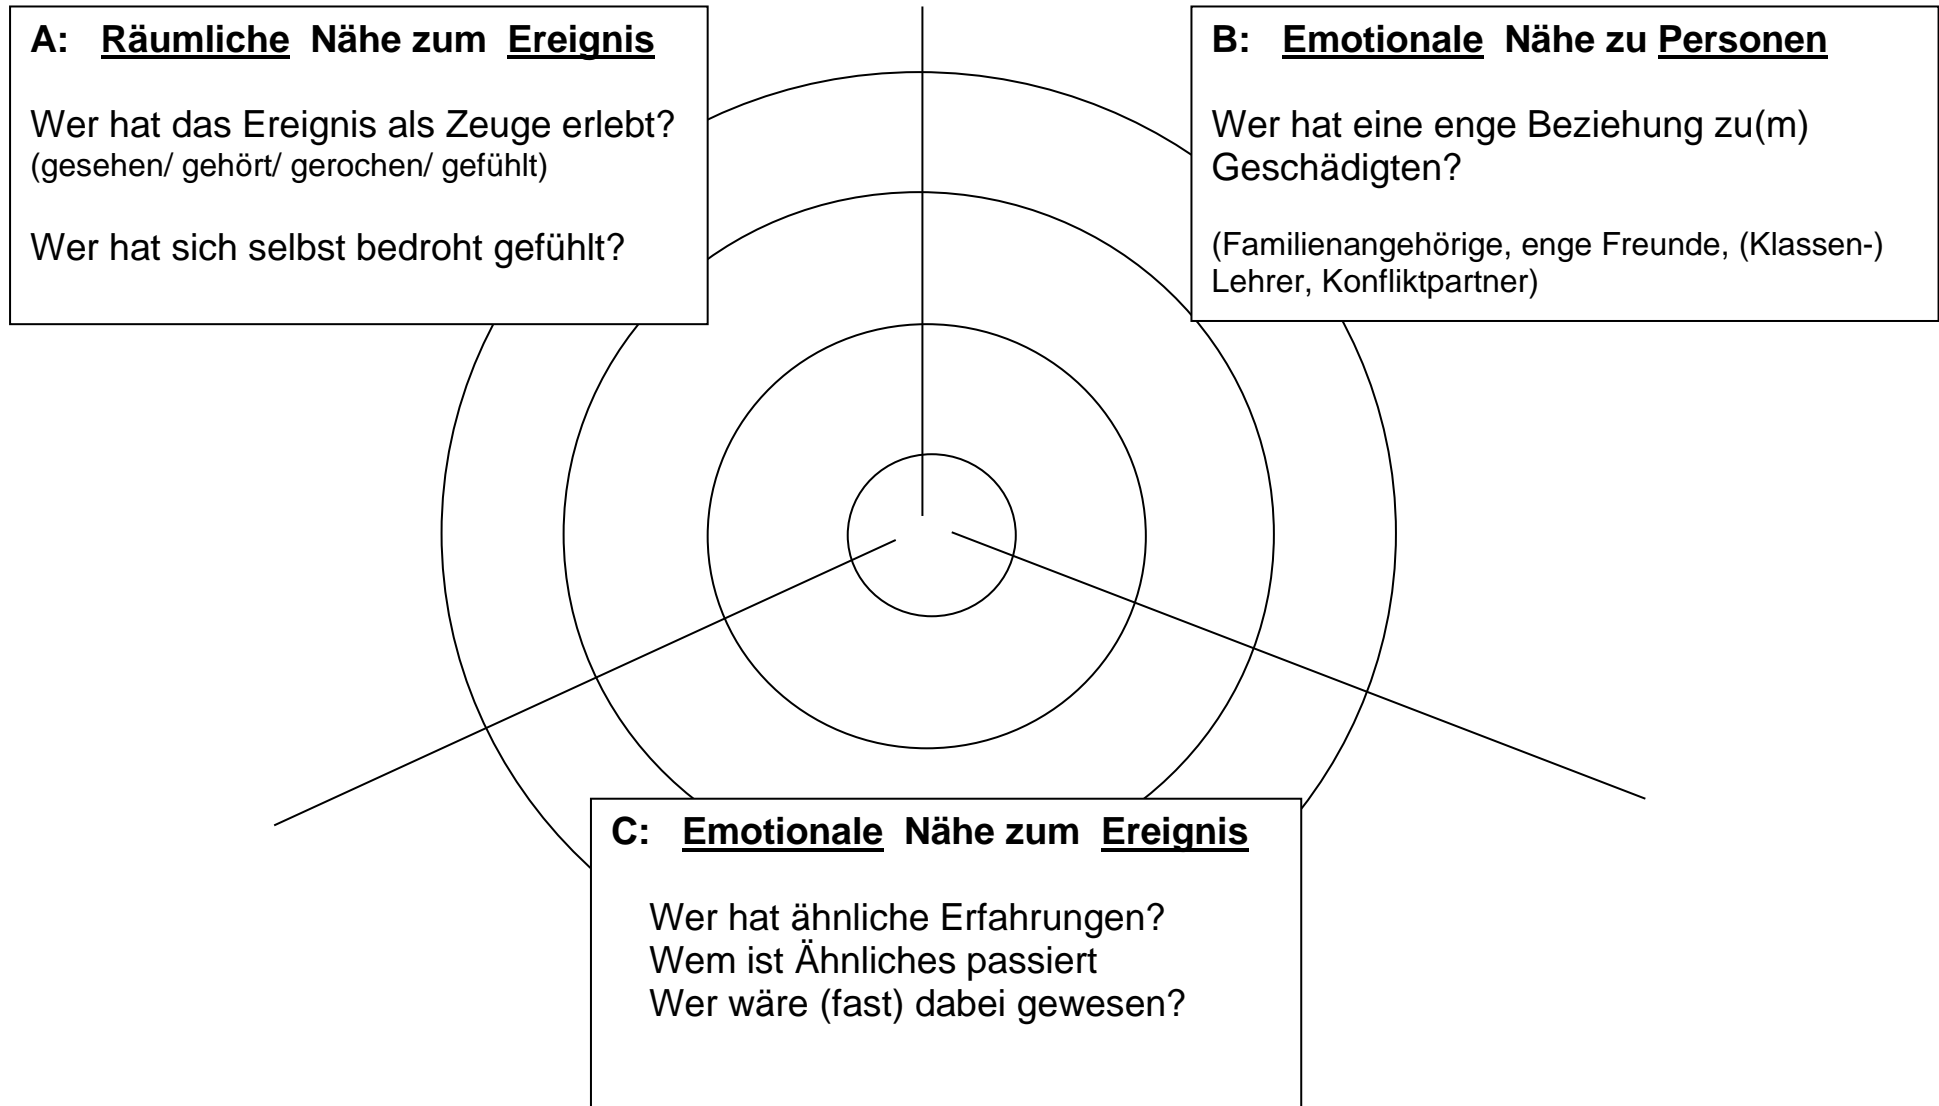 A: Räumliche Nähe zum Ereignis
Wer hat das Ereignis als Zeuge erlebt?
(gesehen/ gehört/ gerochen/ gefühlt)
Wer hat sich selbst bedroht gefühlt?
B: Emotionale Nähe zu Personen
Wer hat eine enge Beziehung zu(m)
Geschädigten?
(Familienangehörige, enge Freunde, (Klassen-)
Lehrer, Konfliktpartner)
C: Emotionale Nähe zum Ereignis
Wer hat ähnliche Erfahrungen?
Wem ist Ähnliches passiert
Wer wäre (fast) dabei gewesen?